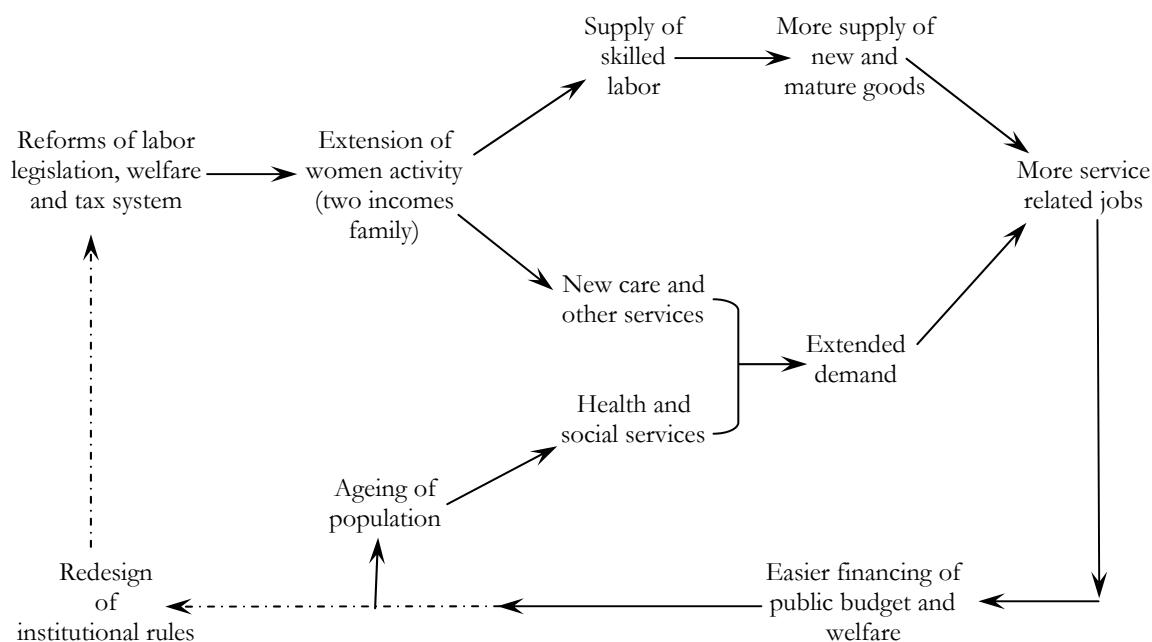 Supply of
skilled
labor
More supply of
new and
mature goods
Reforms of labor
legislation, welfare
and tax system
Extension of
women activity
(two incomes
family)
More service
related jobs
New care and
other services
Extended
demand
Health and
social services
Ageing of
population
Redesign
of
institutional rules
Easier financing of
public budget and
welfare